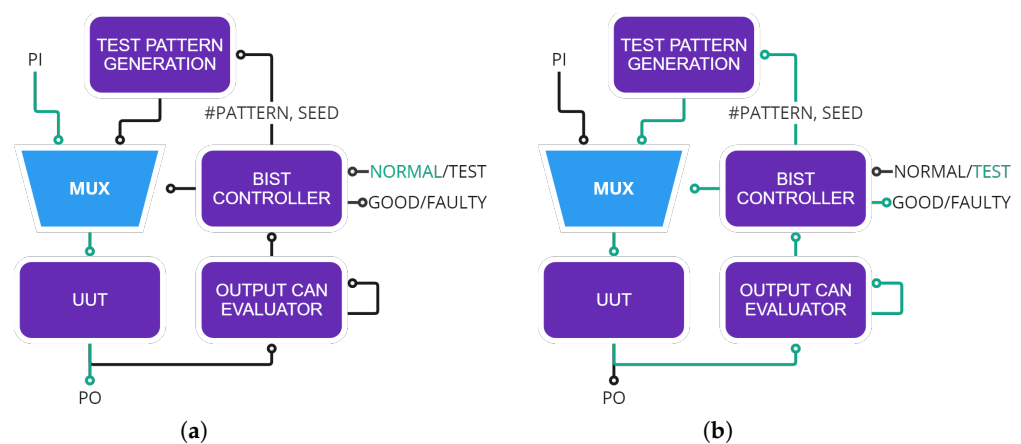 TEST PATTERN
GENERATION
PI
#PATTERN, SEED
MUX
BIST
CONTROLLER
NORMAL/TEST
GOOD/FAULTY
UUT
OUTPUT CAN
EVALUATOR
PO
(a)
TEST PATTERN
GENERATION
PI
#PATTERN, SEED
MUX
BIST
CONTROLLER
NORMAL/TEST
GOOD/FAULTY
UUT
OUTPUT CAN
EVALUATOR
PO
(b)